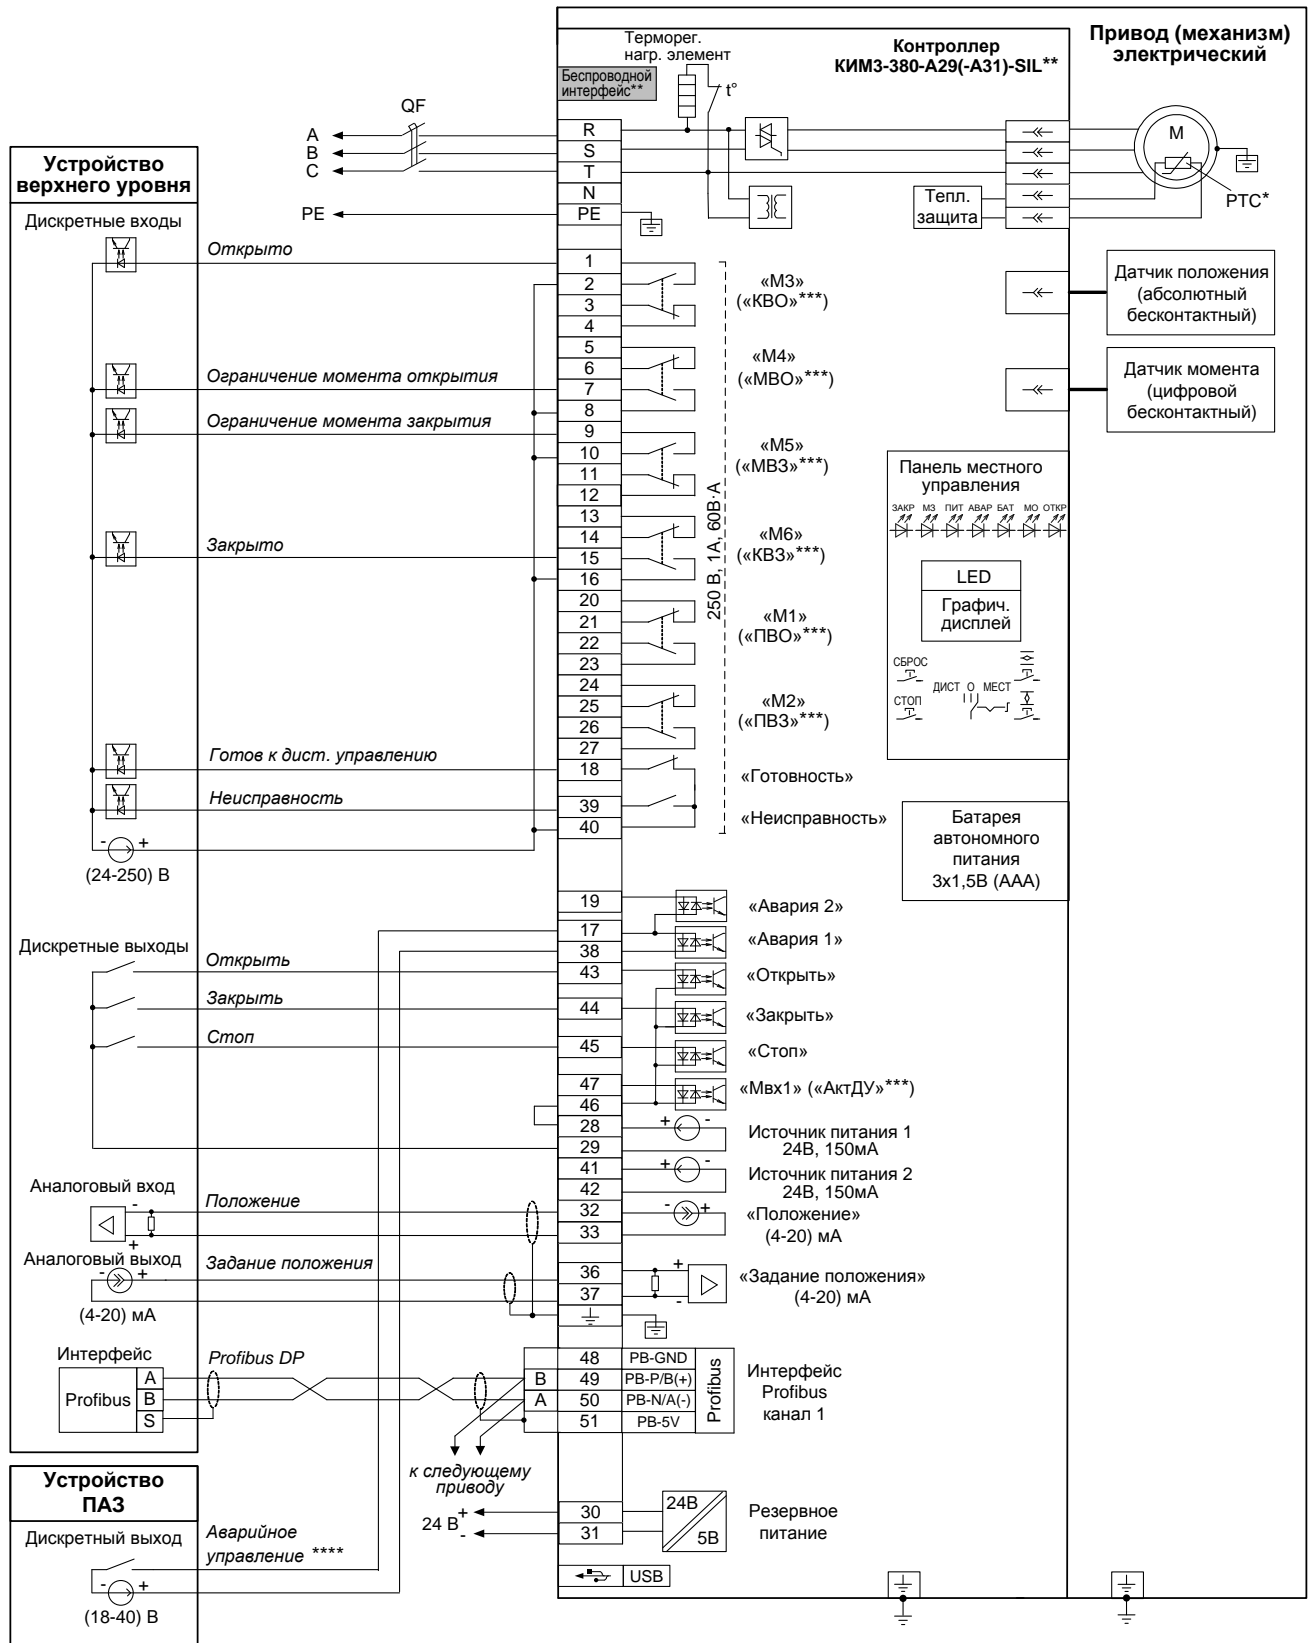 Привод (механизм)
электрический
Контроллер
КИМ3-380-А29(-А31)-SIL**
Терморег.
нагр. элемент
t°
Беспроводной
интерфейс**
QF
A
B
C
PE
R
S
T
N
PE
M
PTC*
Тепл.
защита
Устройство
верхнего уровня
Дискретные входы
Открыто
Ограничение момента открытия
Ограничение момента закрытия
Закрыто
Готов к дист. управлению
Неисправность
- +
(24-250) В
1
2
3
4
5
6
7
8
9
10
11
12
13
14
15
16
20
21
22
23
24
25
26
27
18
39
40
«М3»
(«КВО»***)
«М4»
(«МВО»***)
«М5»
(«МВЗ»***)
«М6»
(«КВЗ»***)
«М1»
(«ПВО»***)
«М2»
(«ПВЗ»***)
«Готовность»
«Неисправность»
250 В, 1А, 60В·А
Датчик положения
(абсолютный
бесконтактный)
Датчик момента
(цифровой
бесконтактный)
Панель местного
управления
ЗАКР МЗ ПИТ АВАР БАТ МО ОТКР
LED
Графич.
дисплей
СБРОС
СТОП
ДИСТ О МЕСТ
Батарея
автономного
питания
3х1,5В (ААА)
Дискретные выходы
Открыть
Закрыть
Стоп
19
17
38
43
44
45
47
46
28
29
41
42
32
33
36
37
«Авария 2»
«Авария 1»
«Открыть»
«Закрыть»
«Стоп»
«Мвх1» («АктДУ»***)
+ -
Источник питания 1
24В, 150мА
+ -
Источник питания 2
24В, 150мА
- +
«Положение»
(4-20) мА
+
-
«Задание положения»
(4-20) мА
Аналоговый вход
-
+
Положение
Аналоговый выход
- +
Задание положения
(4-20) мА
Интерфейс
Profibus
A
B
S
Profibus DP
B
A
48 PB-GND
49 PB-P/B(+)
50 PB-N/A(-)
51 PB-5V
Profibus
Интерфейс
Profibus
канал 1
к следующему
приводу
24 В
+
-
30
31
24В
5В
Резервное
питание
USB
Устройство
ПАЗ
Дискретный выход
Аварийное
управление ****
- +
(18-40) В